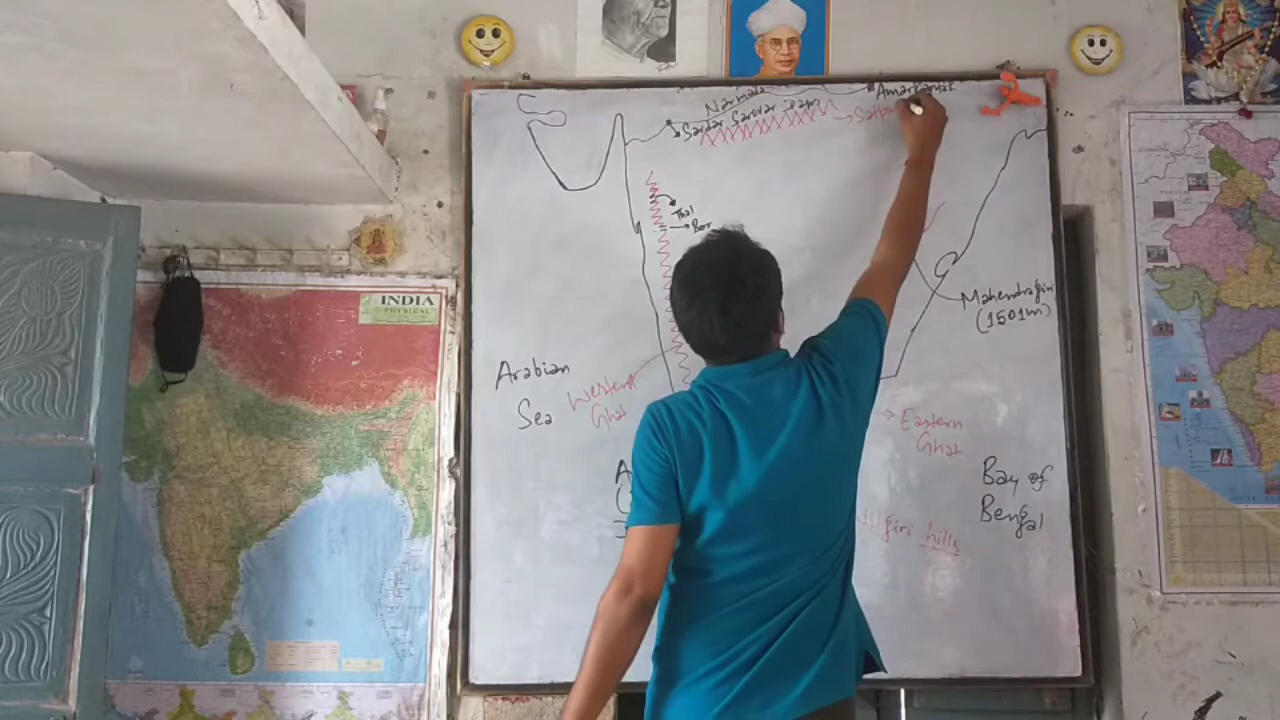 INDIA
PHYSICAL
Narmada
Amarkantak
Sardar Sarovar Dam
Thal
Bor
Mahendragiri
(1501m)
Arabian
Sea
Western
Ghat
Eastern
Ghat
Bay of
Bengal
hills